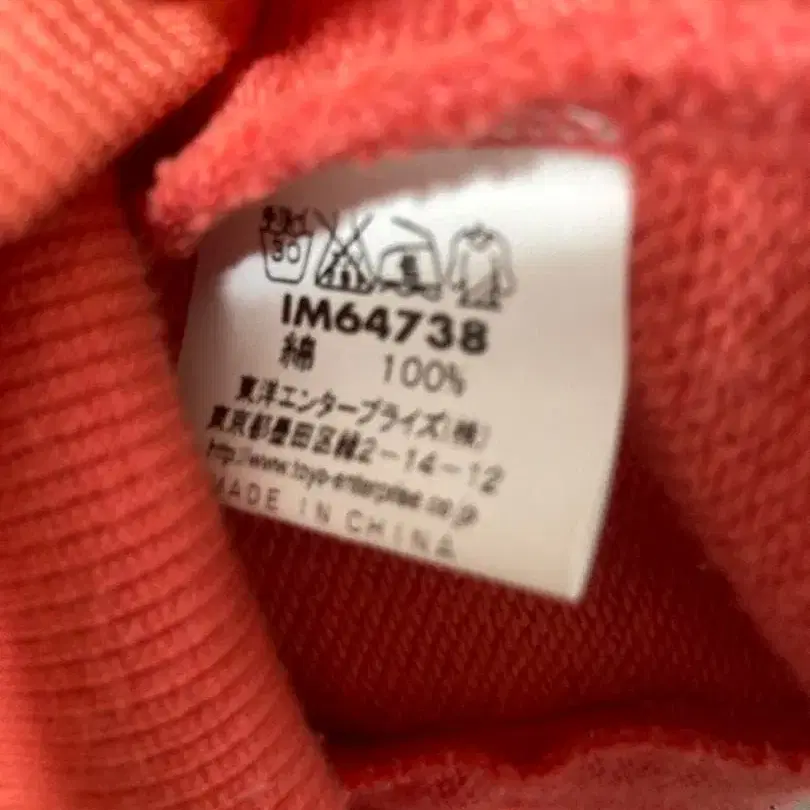 30
IM64738
綿 100%
東洋エンタープライズ(株)
東京都墨田区緑2-14-12
http://www.toyo-enterprise.co.jp
MADE IN CHINA